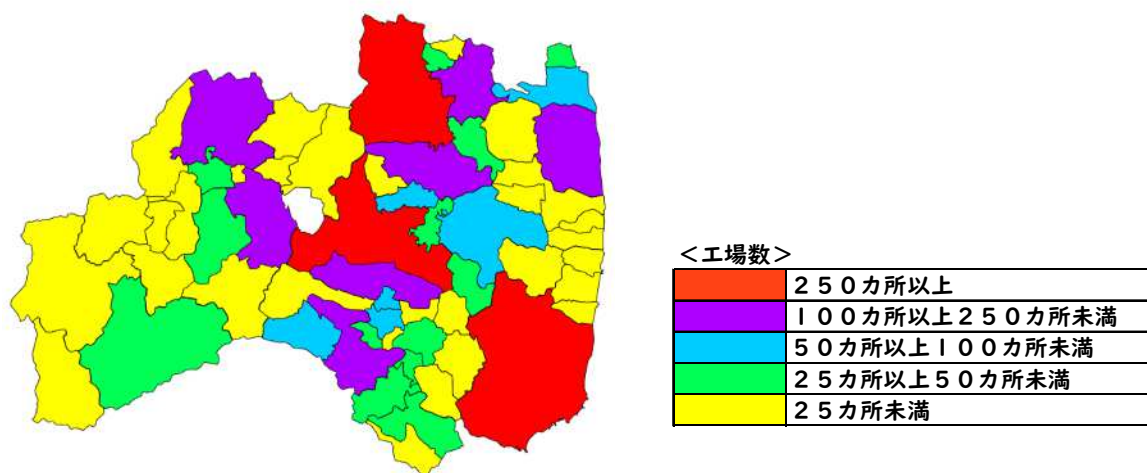 <工場数>
２５０カ所以上
１００カ所以上２５０カ所未満
５０カ所以上１００カ所未満
２５カ所以上５０カ所未満
２５カ所未満